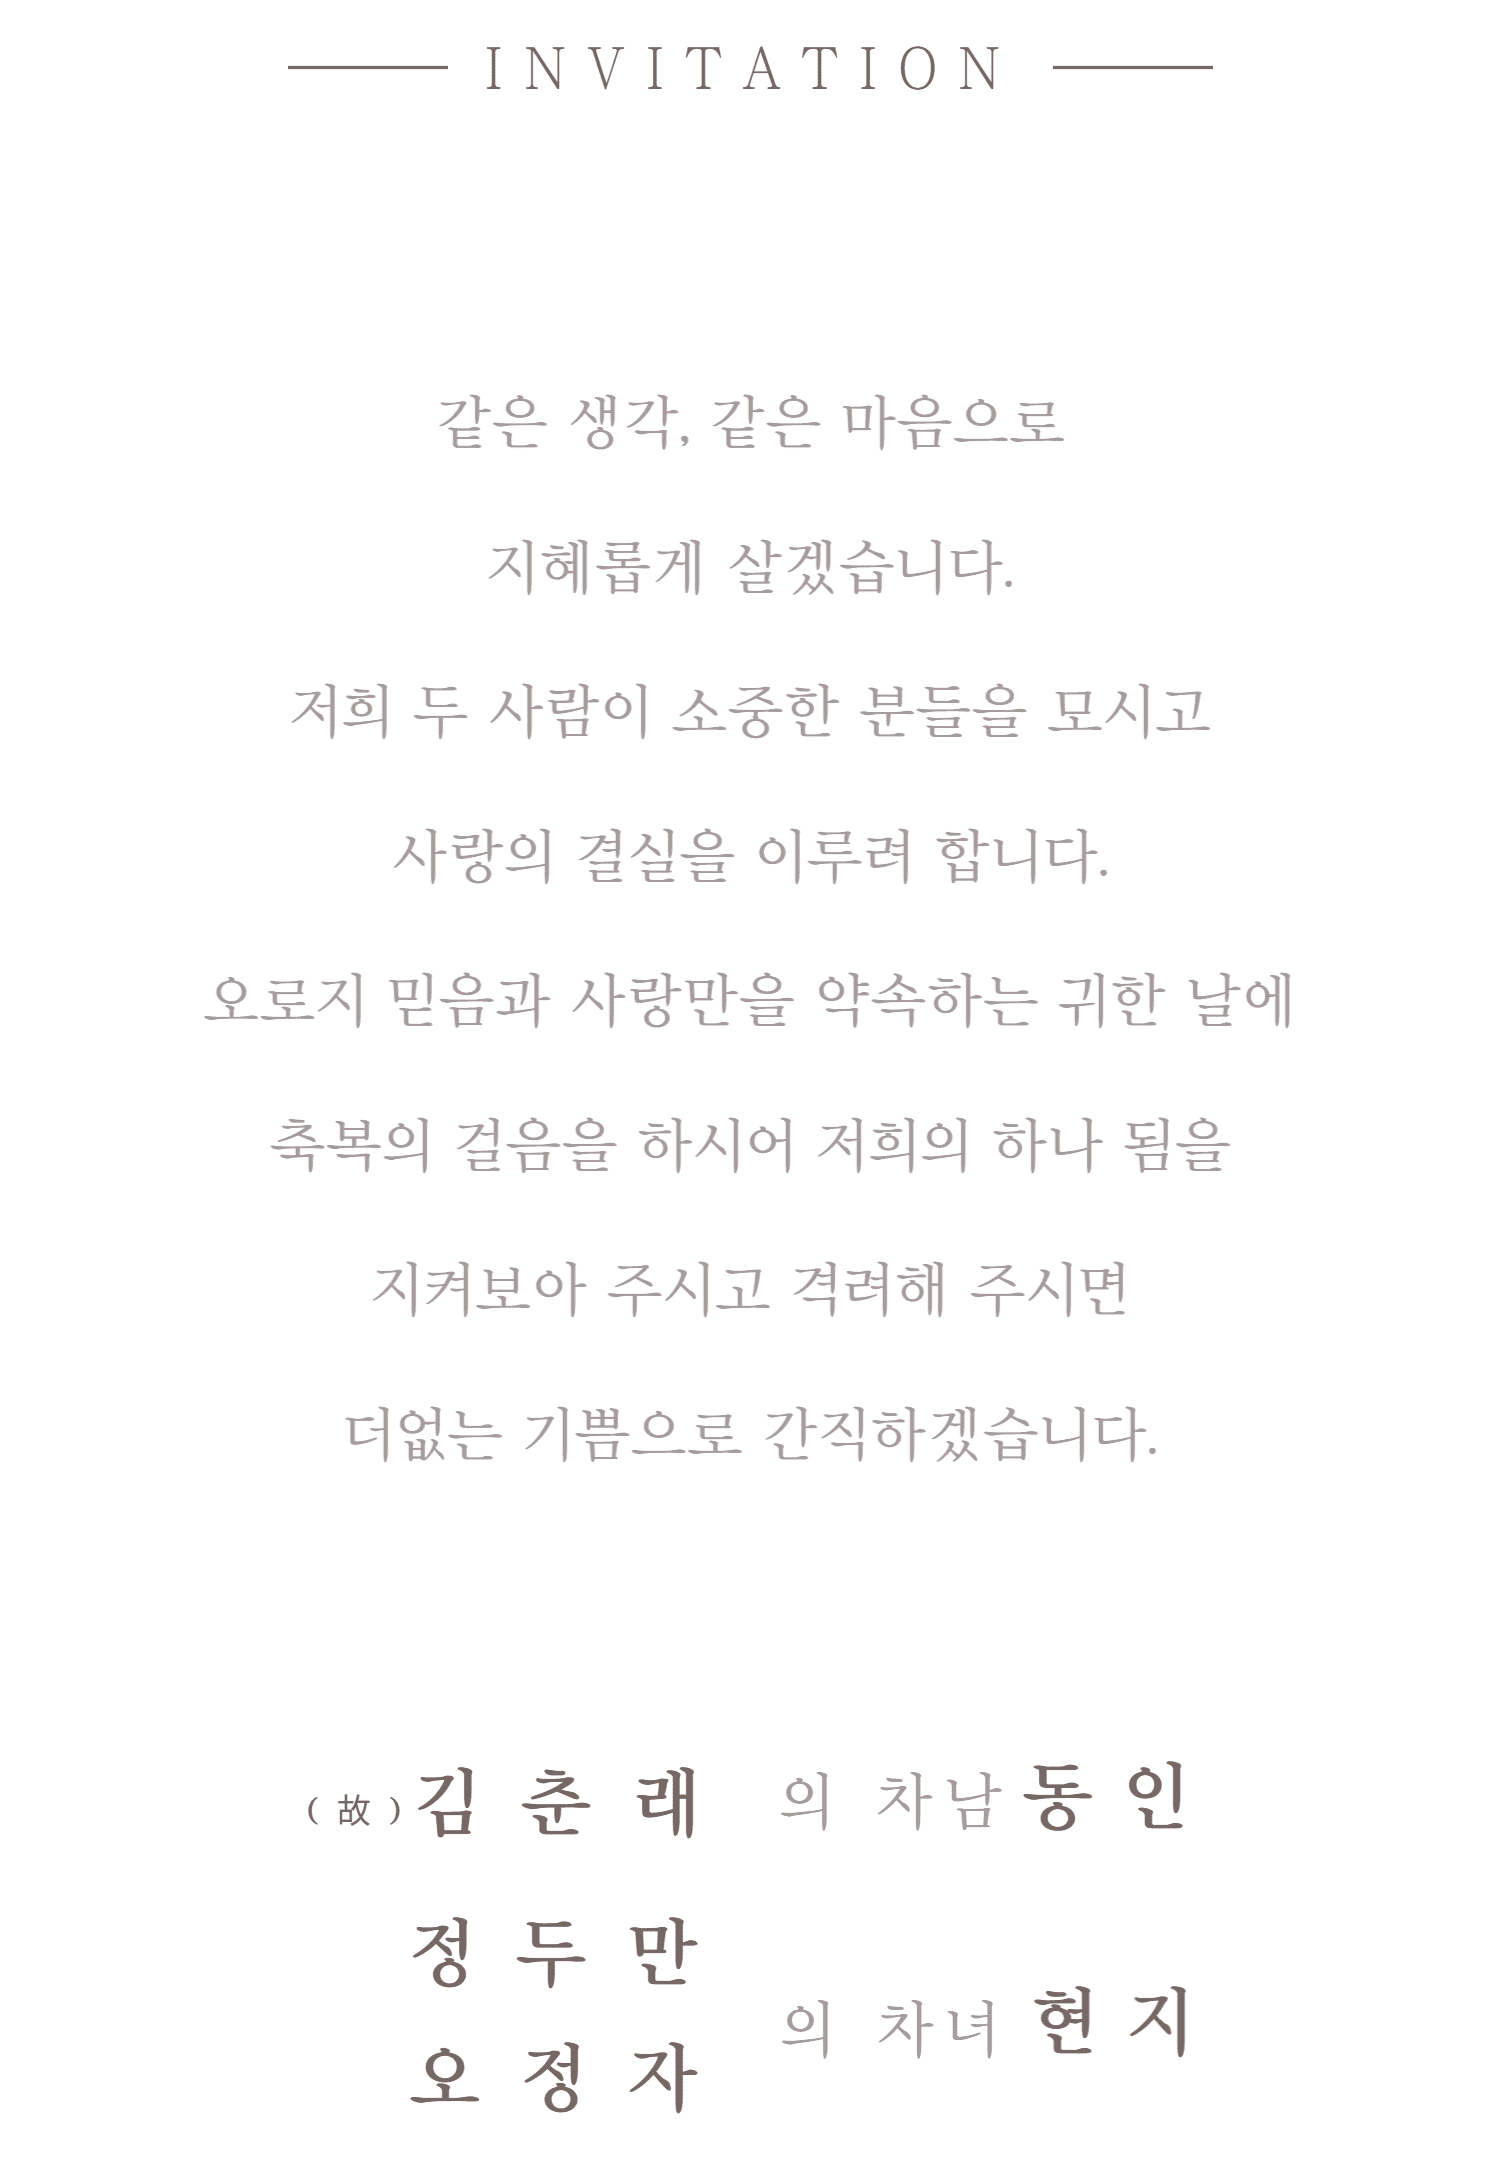 INVITATION
같은 생각, 같은 마음으로
지혜롭게 살겠습니다.
저희 두 사람이 소중한 분들을 모시고
사랑의 결실을 이루려 합니다.
오로지 믿음과 사랑만을 약속하는 귀한 날에
축복의 걸음을 하시어 저희의 하나 됨을
지켜보아 주시고 격려해 주시면
더없는 기쁨으로 간직하겠습니다.
(故)김춘래 의 차남 동인
정두만
오정자
의 차녀 현지